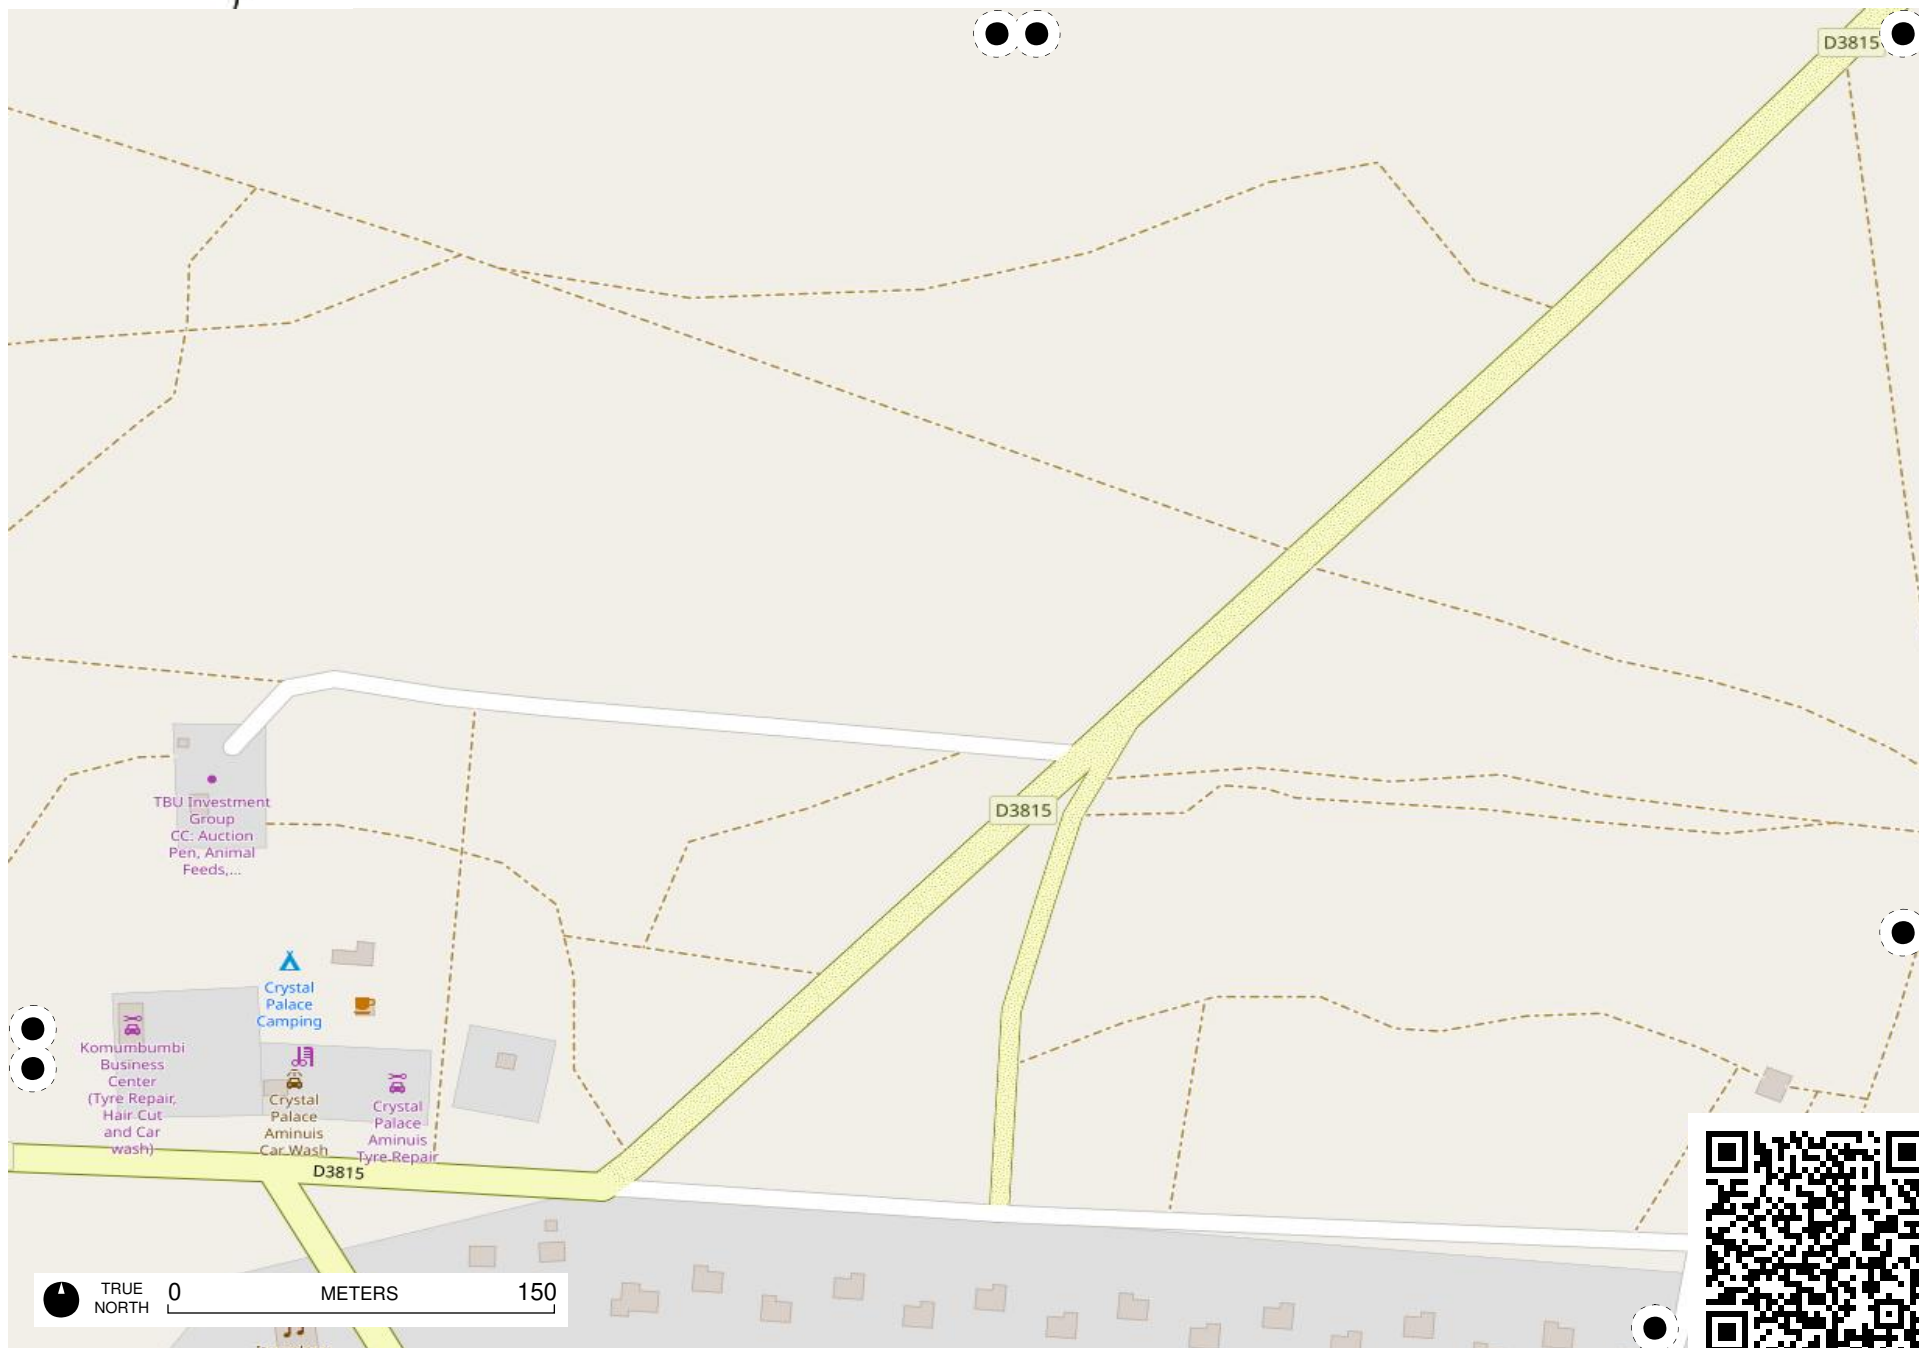 D3815
D3815
TBU Investment
Group
CC: Auction
Pen, Animal
Feeds,...
Crystal
Palace
Camping
Komumbumbi
Business
Center
(Tyre Repair,
Hair Cut
and Car
wash)
Crystal
Palace
Aminuis
Car Wash
Crystal
Palace
Aminuis
Tyre Repair
D3815
TRUE
NORTH
0
METERS
150